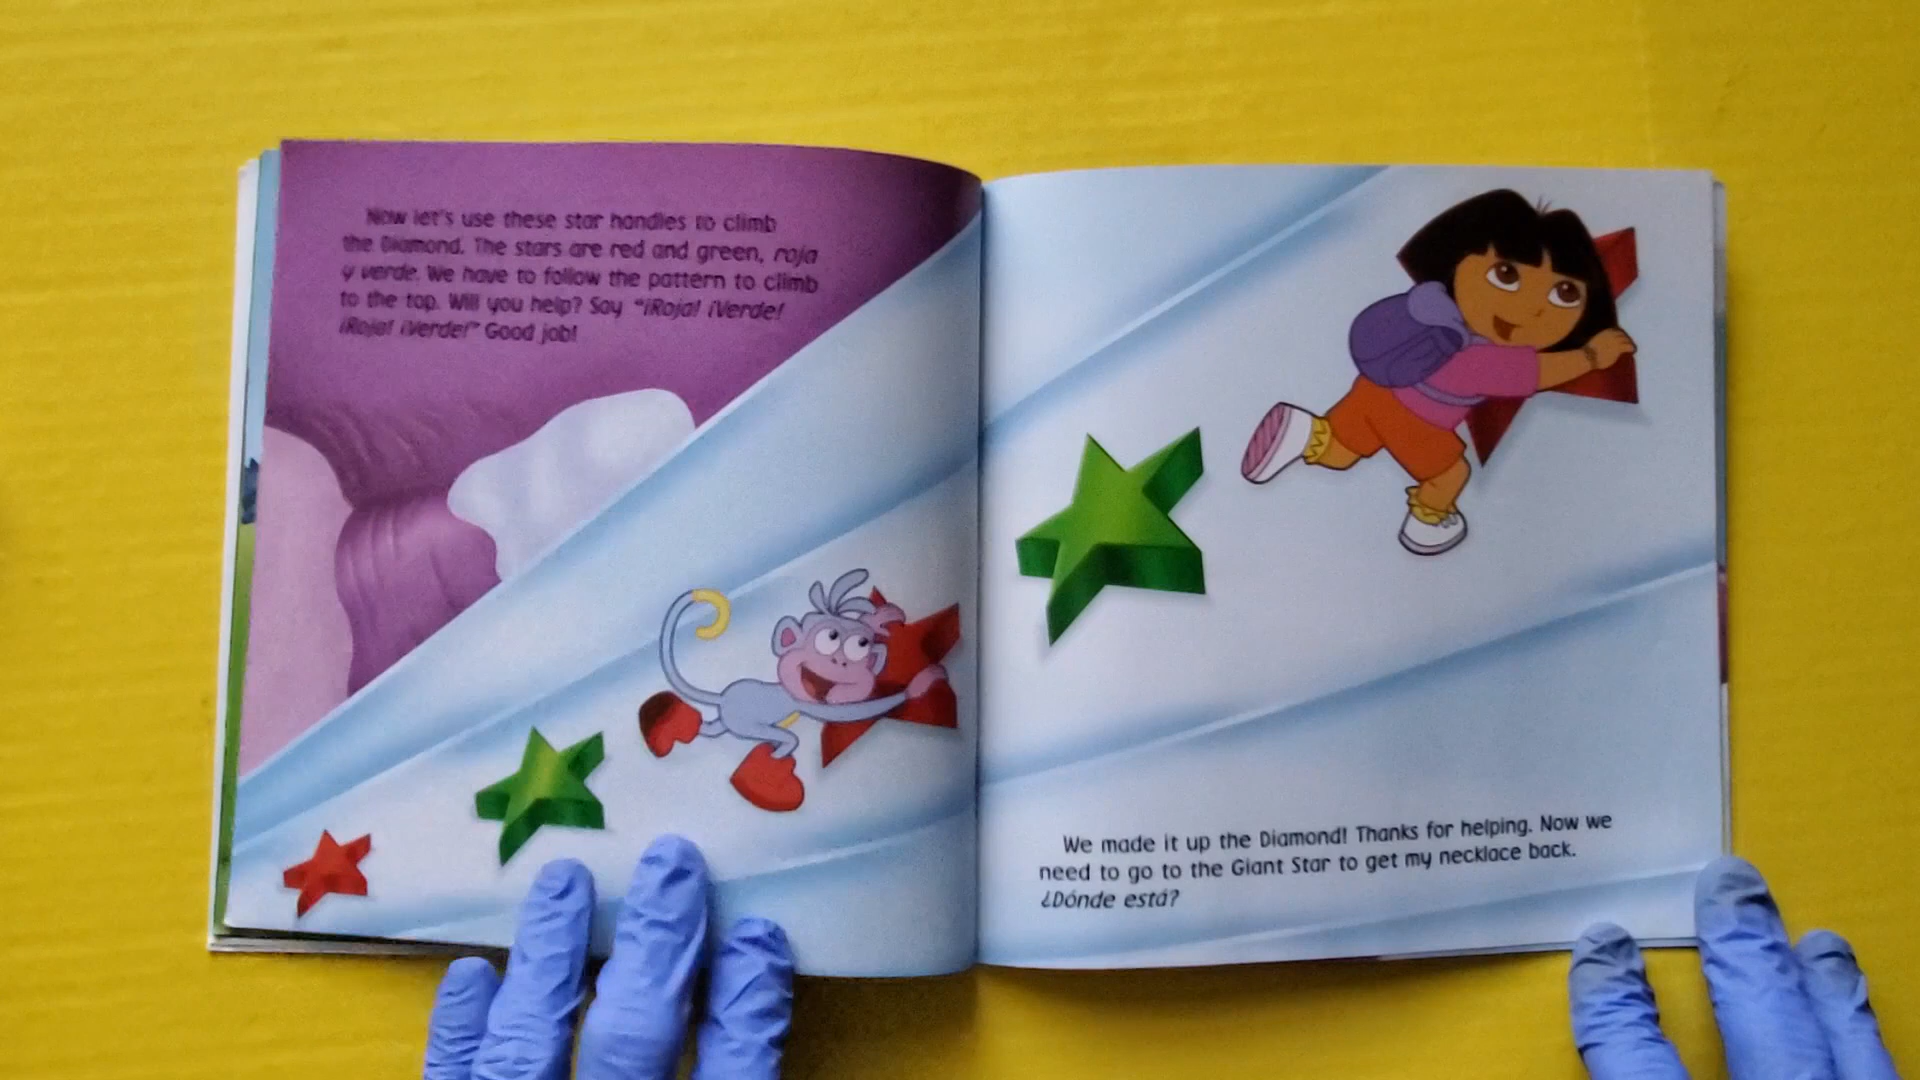 Now let's use these star handles to climb
the Diamond. The stars are red and green, roja
y verde. We have to follow the pattern to climb
to the top. Will you help? Say "¡Roja! ¡Verde!
¡Roja! ¡Verde!" Good job!
We made it up the Diamond! Thanks for helping. Now we
need to go to the Giant Star to get my necklace back.
¿Dónde está?